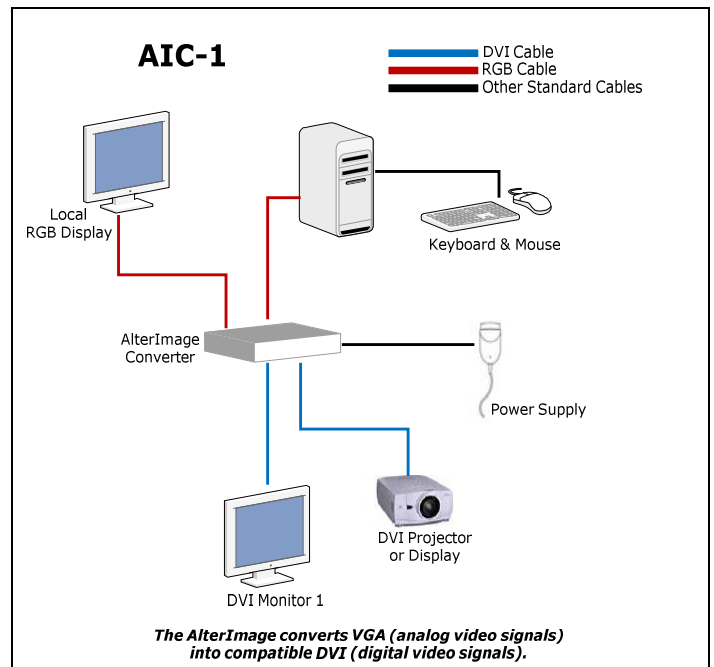 AIC-1
DVI Cable
RGB Cable
Other Standard Cables
Local
RGB Display
Keyboard & Mouse
AlterImage
Converter
Power Supply
DVI Projector
or Display
DVI Monitor 1
The AlterImage converts VGA (analog video signals)
into compatible DVI (digital video signals).